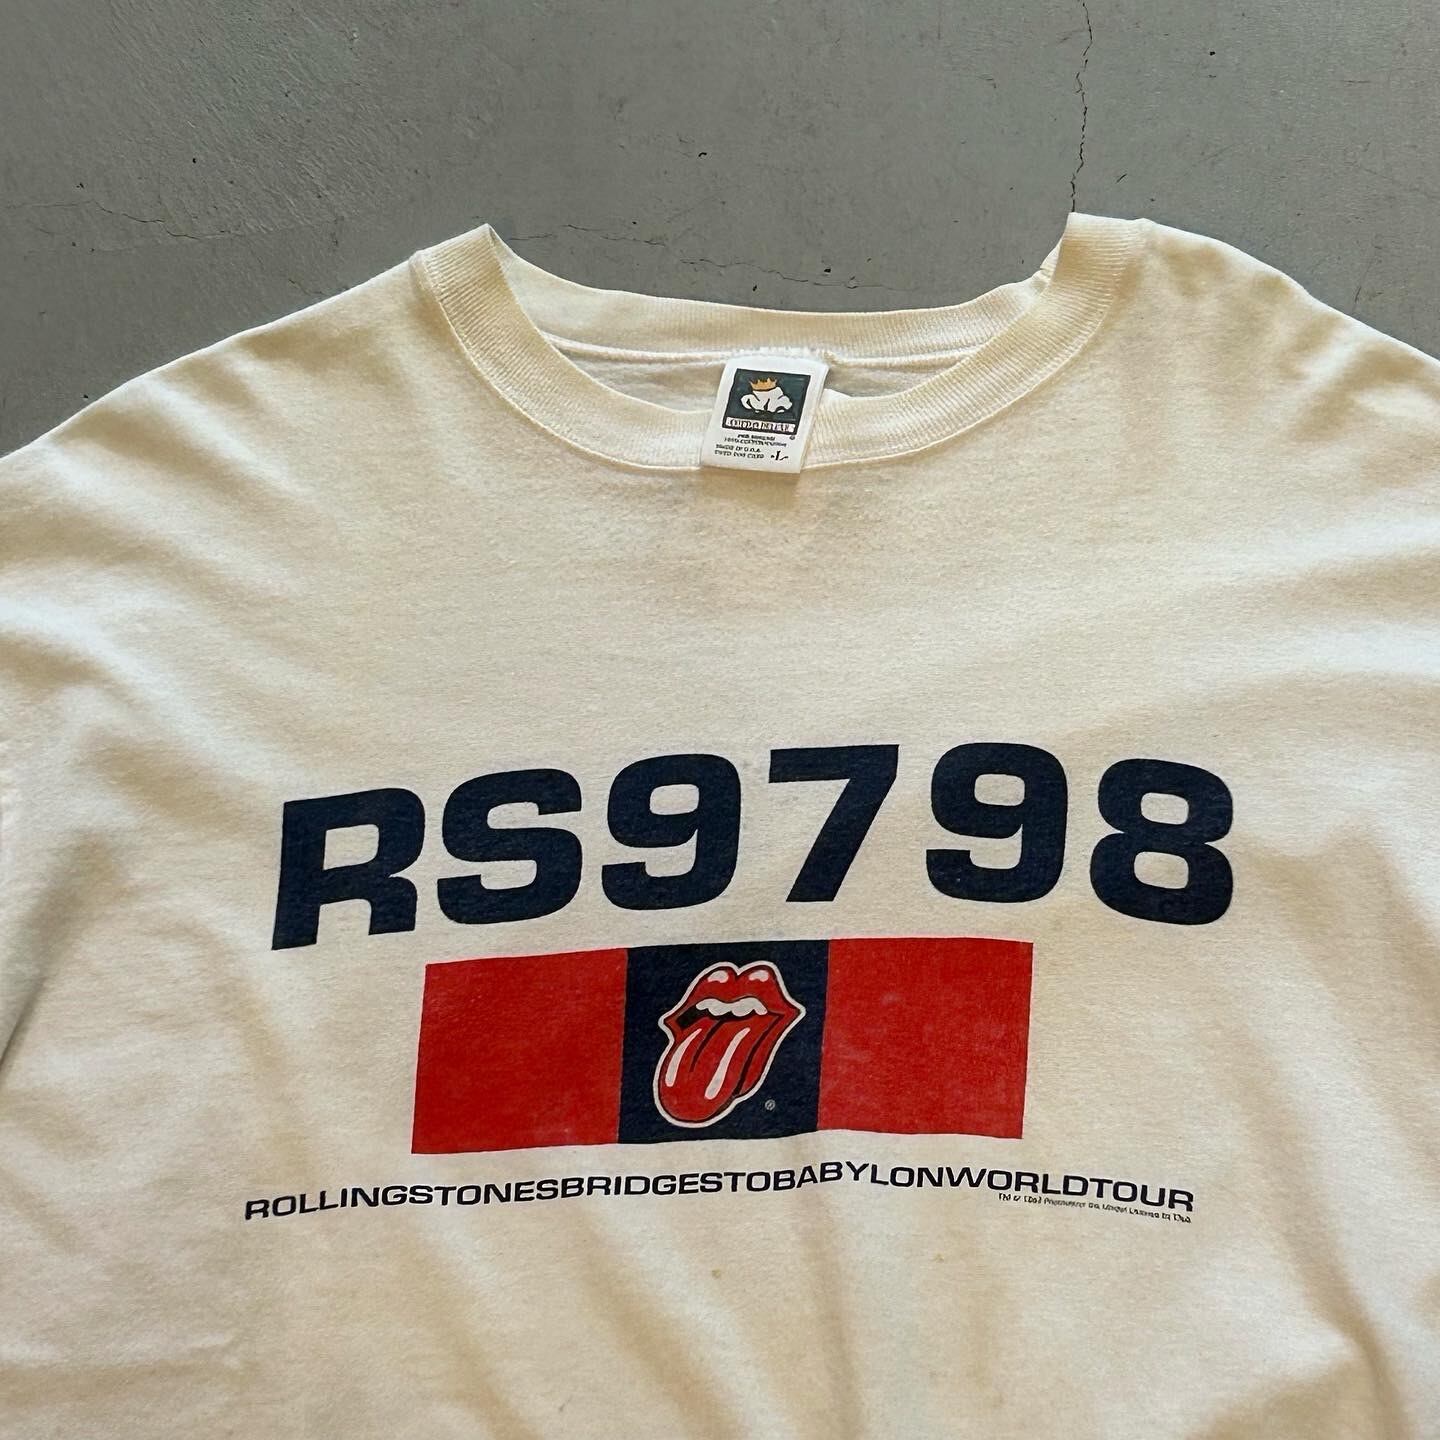 L
RS9798
®
ROLLINGSTONESBRIDGESTOBABYLONWORLDTOUR